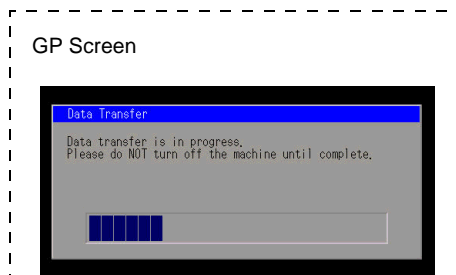 GP Screen
Data Transfer
Data transfer is in progress.
Please do NOT turn off the machine until complete.